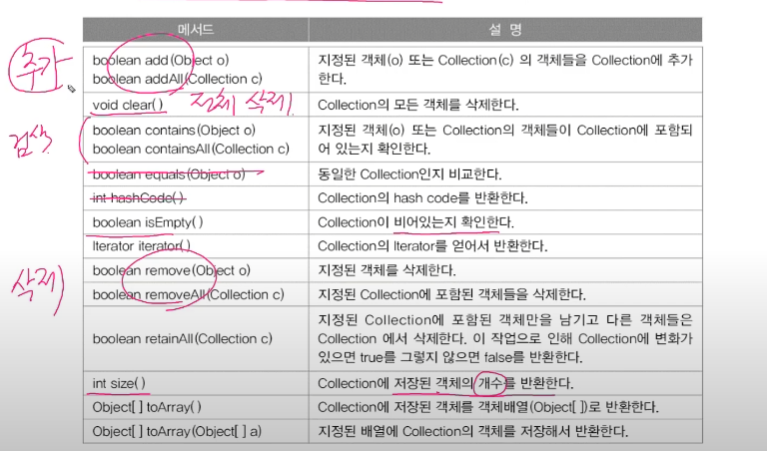 메서드 설 명
추가
boolean add(Object o)
boolean addAll(Collection c)
지정된 객체(o) 또는 Collection(c) 의 객체들을 Collection에 추가
한다.
void clear() 전체 삭제
Collection의 모든 객체를 삭제한다.
검색
boolean contains(Object o)
boolean containsAll(Collection c)
지정된 객체(o) 또는 Collection의 객체들이 Collection에 포함되
어 있는지 확인한다.
boolean equals(Object o)
동일한 Collection인지 비교한다.
int hashCode()
Collection의 hash code를 반환한다.
boolean isEmpty()
Collection이 비어있는지 확인한다.
Iterator iterator()
Collection의 Iterator를 얻어서 반환한다.
삭제
boolean remove(Object o)
지정된 객체를 삭제한다.
boolean removeAll(Collection c)
지정된 Collection에 포함된 객체들을 삭제한다.
boolean retainAll(Collection c)
지정된 Collection에 포함된 객체만을 남기고 다른 객체들은
Collection 에서 삭제한다. 이 작업으로 인해 Collection에 변화가
있으면 true를 그렇지 않으면 false를 반환한다.
int size()
Collection에 저장된 객체의 개수를 반환한다.
Object[ ] toArray()
Collection에 저장된 객체를 객체배열(Object[ ])로 반환한다.
Object[ ] toArray(Object[ ] a)
지정된 배열에 Collection의 객체를 저장해서 반환한다.